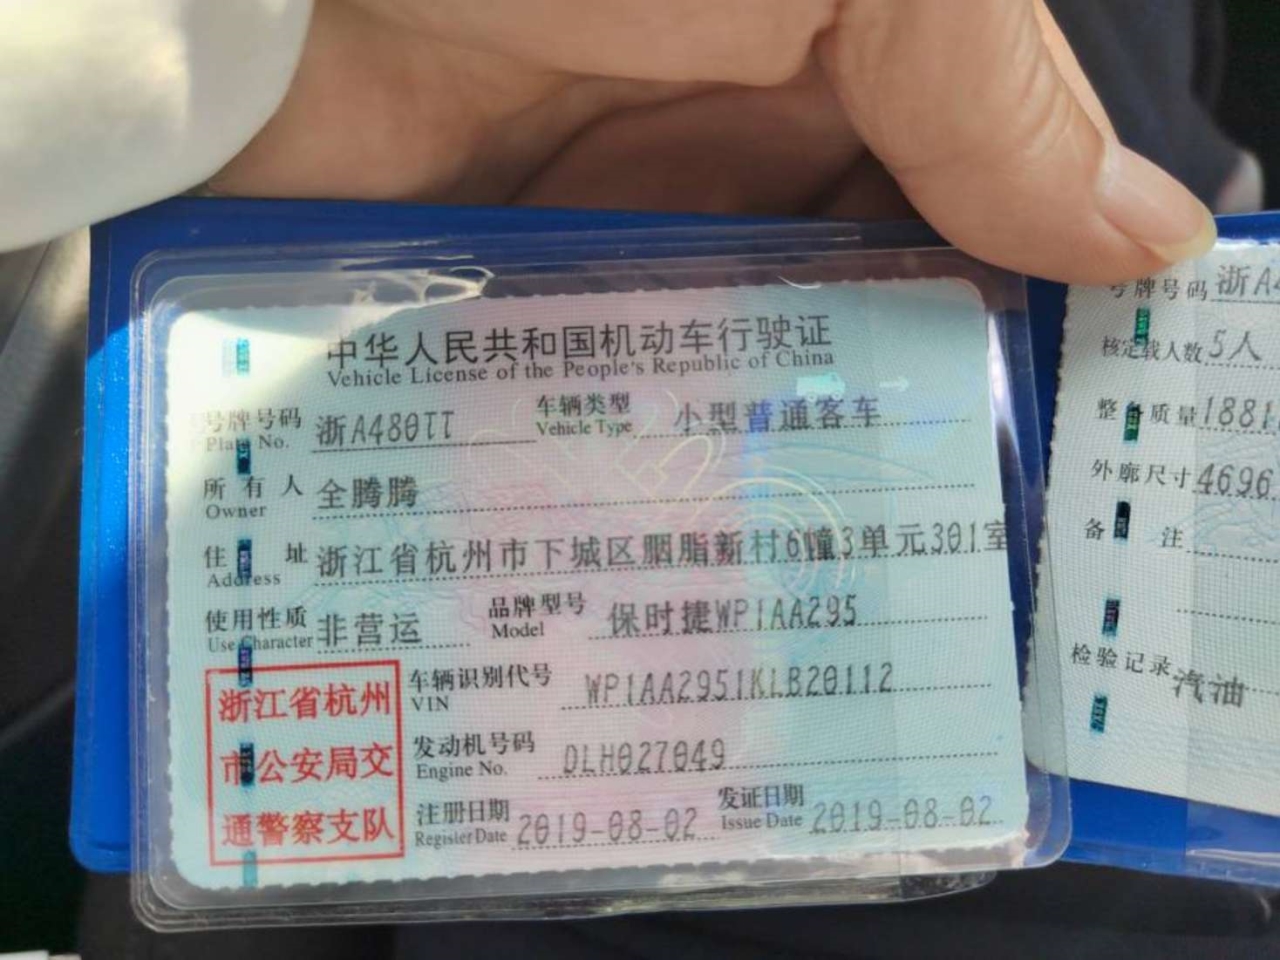 中华人民共和国机动车行驶证
Vehicle License of the People's Republic of China
号牌号码 浙A480TT 车辆类型 小型普通客车
Plate No. Vehicle Type
所有人 全腾腾
Owner
住址 浙江省杭州市下城区胭脂新村6幢3单元301室
Address
使用性质 非营运 品牌型号 保时捷WP1AA295
Use Character Model
浙江省杭州
市公安局交
通警察支队
车辆识别代号 WP1AA2951KLB20112
VIN
发动机号码 DLH027049
Engine No.
注册日期 2019-08-02 发证日期 2019-08-02
Register Date Issue Date
号牌号码 浙A4
核定载人数 5人
整备质量 1881
外廓尺寸 4696
备注
检验记录 汽油